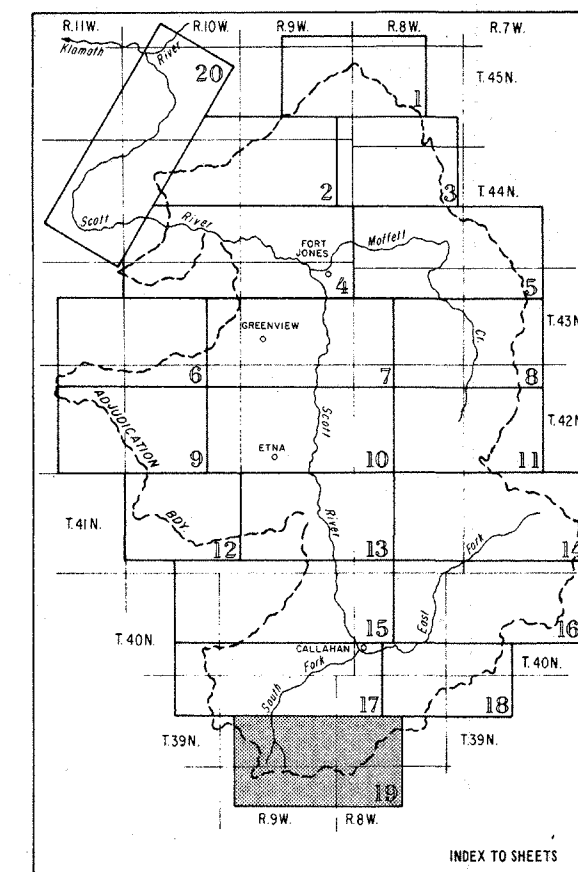 R.11W. R.10W. R.9W. R.8W. R.7W.
Klamath River
20
T.45N.
1
2
3
T.44N.
Scott River
FORT
JONES
Moffett
4
5
GREENVIEW
Cr.
T.43N.
6
7
8
ADJUDICATION
Scott
T.42N.
ETNA
9
10
11
BDY.
River
T.41N.
Fork
12
13
14
East
T.40N.
15
16
CALLAHAN
Fork
T.40N.
South
17
18
T.39N.
T.39N.
19
R.9W. R.8W.
INDEX TO SHEETS